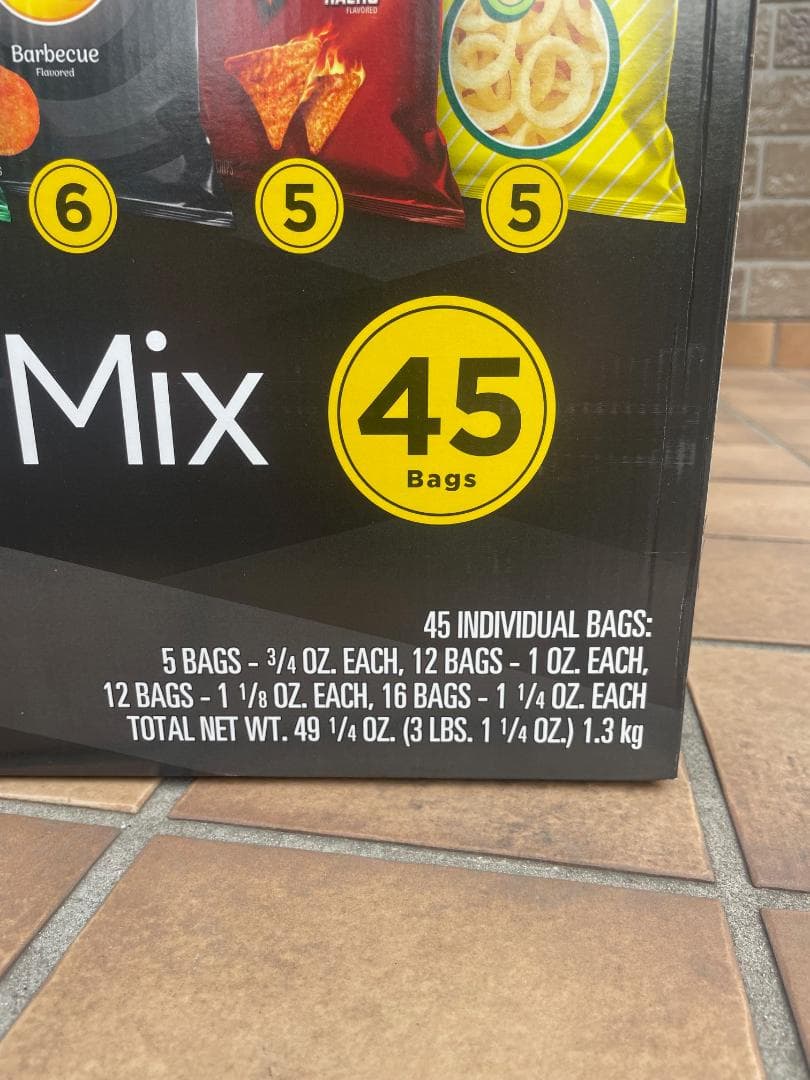 Barbecue
Flavored
FLAVORED
CHIPS
6
5
5
Mix
45
Bags
45 INDIVIDUAL BAGS:
5 BAGS – 3/4 OZ. EACH, 12 BAGS – 1 OZ. EACH,
12 BAGS – 1 1/8 OZ. EACH, 16 BAGS – 1 1/4 OZ. EACH
TOTAL NET WT. 49 1/4 OZ. (3 LBS. 1 1/4 OZ.) 1.3 kg